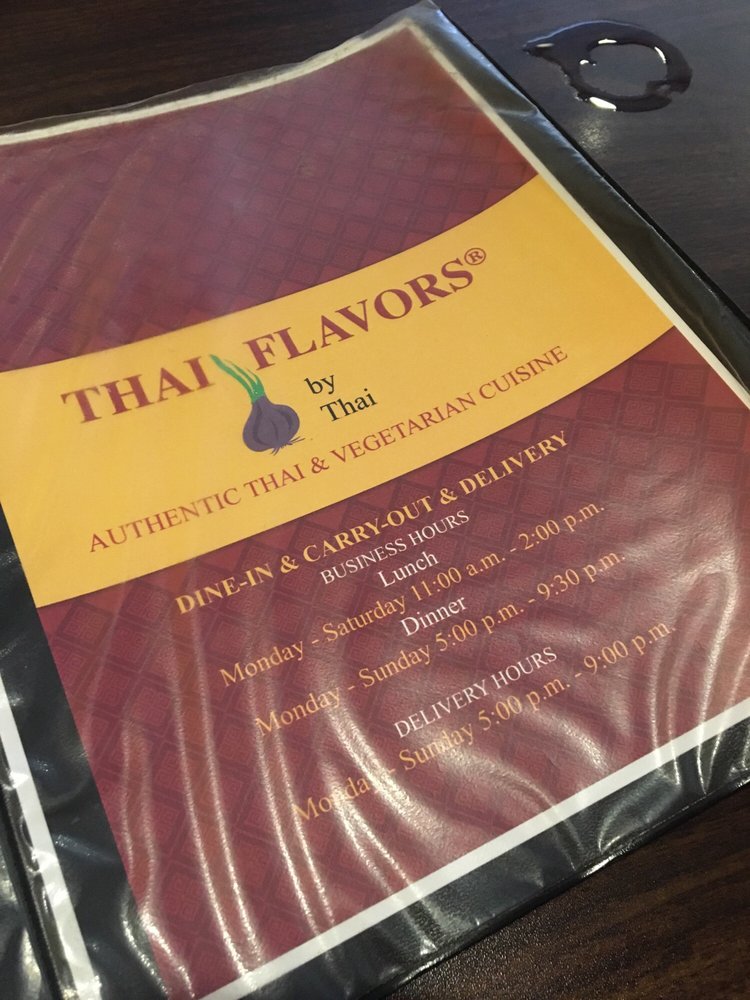 THAI FLAVORS®
by
Thai
AUTHENTIC THAI & VEGETARIAN CUISINE
DINE-IN & CARRY-OUT & DELIVERY
BUSINESS HOURS
Lunch
Monday - Saturday 11:00 a.m. - 2:00 p.m.
Dinner
Monday - Sunday 5:00 p.m. - 9:30 p.m.
DELIVERY HOURS
Monday - Sunday 5:00 p.m. - 9:00 p.m.